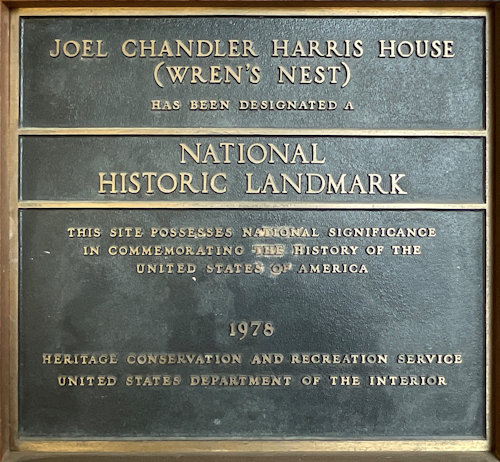 JOEL CHANDLER HARRIS HOUSE
(WREN'S NEST)
HAS BEEN DESIGNATED A
NATIONAL
HISTORIC LANDMARK
THIS SITE POSSESSES NATIONAL SIGNIFICANCE
IN COMMEMORATING THE HISTORY OF THE
UNITED STATES OF AMERICA
1978
HERITAGE CONSERVATION AND RECREATION SERVICE
UNITED STATES DEPARTMENT OF THE INTERIOR